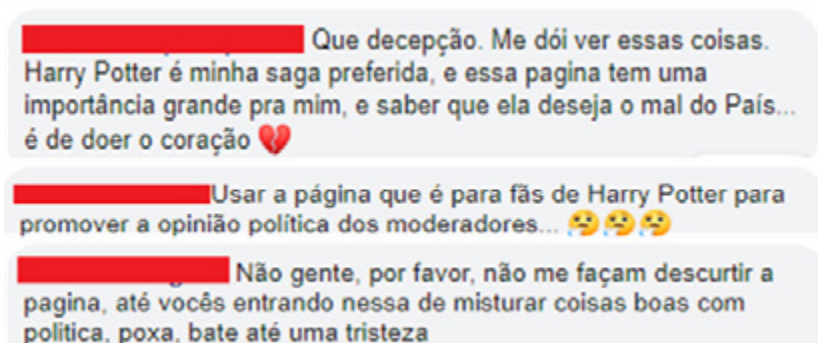 Que decepção. Me dói ver essas coisas.
Harry Potter é minha saga preferida, e essa pagina tem uma
importância grande pra mim, e saber que ela deseja o mal do País...
é de doer o coração 💔
Usar a página que é para fãs de Harry Potter para
promover a opinião política dos moderadores... 🤧🤧🤧
Não gente, por favor, não me façam descurtir a
pagina, até vocês entrando nessa de misturar coisas boas com
politica, poxa, bate até uma tristeza